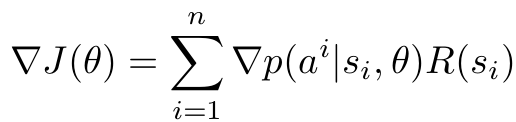 ∇J(θ) = ∑_{i=1}^{n} ∇p(a^i|s_i, θ)R(s_i)